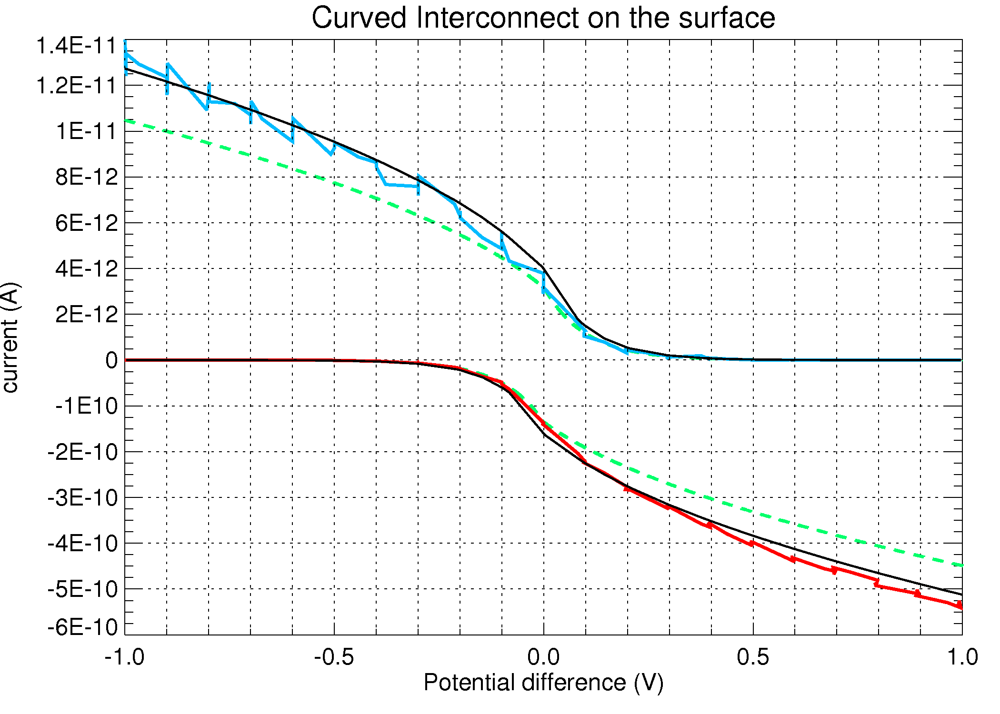 Curved Interconnect on the surface
1.4E-11
1.2E-11
1E-11
8E-12
6E-12
4E-12
2E-12
0
-1E10
-2E-10
-3E-10
-4E-10
-5E-10
-6E-10
current (A)
-1.0 -0.5 0.0 0.5 1.0
Potential difference (V)